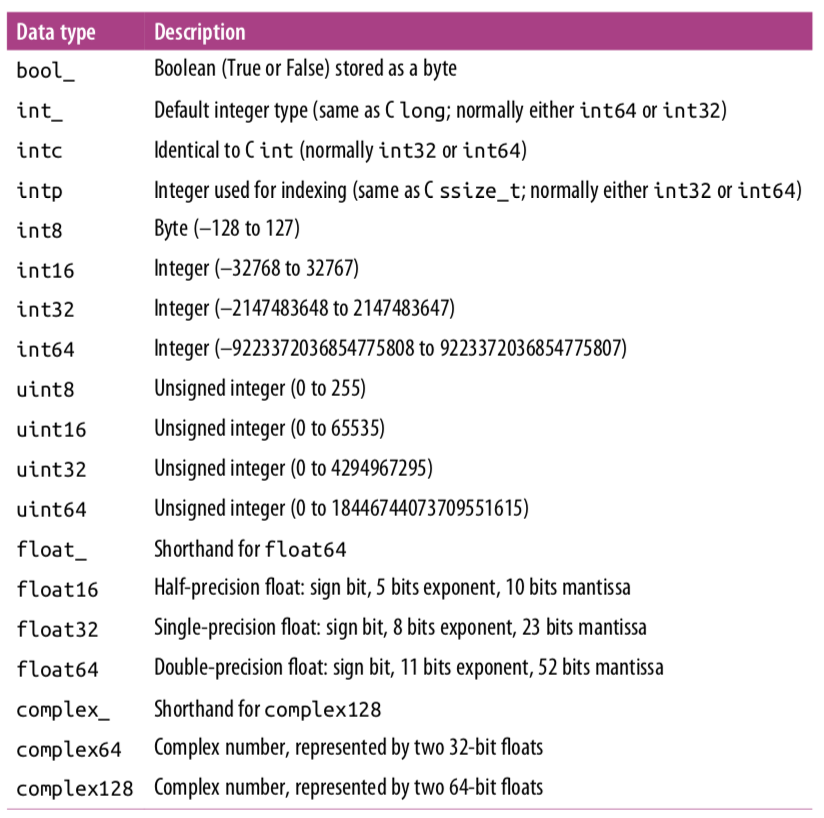 Data type Description
bool_ Boolean (True or False) stored as a byte
int_ Default integer type (same as C long; normally either int64 or int32)
intc Identical to C int (normally int32 or int64)
intp Integer used for indexing (same as C ssize_t; normally either int32 or int64)
int8 Byte (–128 to 127)
int16 Integer (–32768 to 32767)
int32 Integer (–2147483648 to 2147483647)
int64 Integer (–9223372036854775808 to 9223372036854775807)
uint8 Unsigned integer (0 to 255)
uint16 Unsigned integer (0 to 65535)
uint32 Unsigned integer (0 to 4294967295)
uint64 Unsigned integer (0 to 18446744073709551615)
float_ Shorthand for float64
float16 Half-precision float: sign bit, 5 bits exponent, 10 bits mantissa
float32 Single-precision float: sign bit, 8 bits exponent, 23 bits mantissa
float64 Double-precision float: sign bit, 11 bits exponent, 52 bits mantissa
complex_ Shorthand for complex128
complex64 Complex number, represented by two 32-bit floats
complex128 Complex number, represented by two 64-bit floats